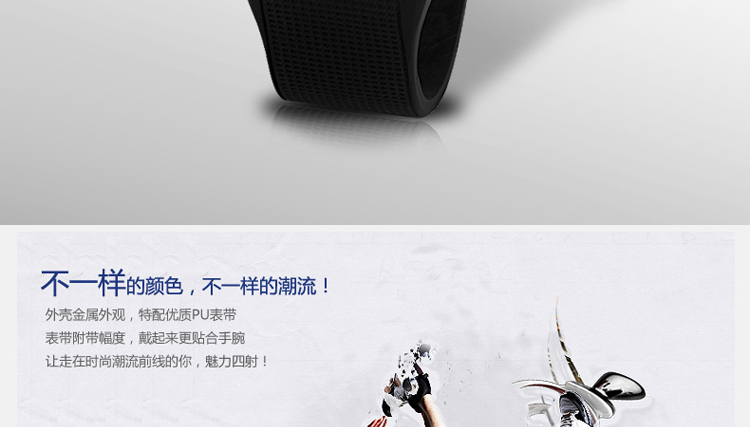 不一样的颜色，不一样的潮流！
外壳金属外观，特配优质PU表带
表带附带幅度，戴起来更贴合手腕
让走在时尚潮流前线的你，魅力四射！